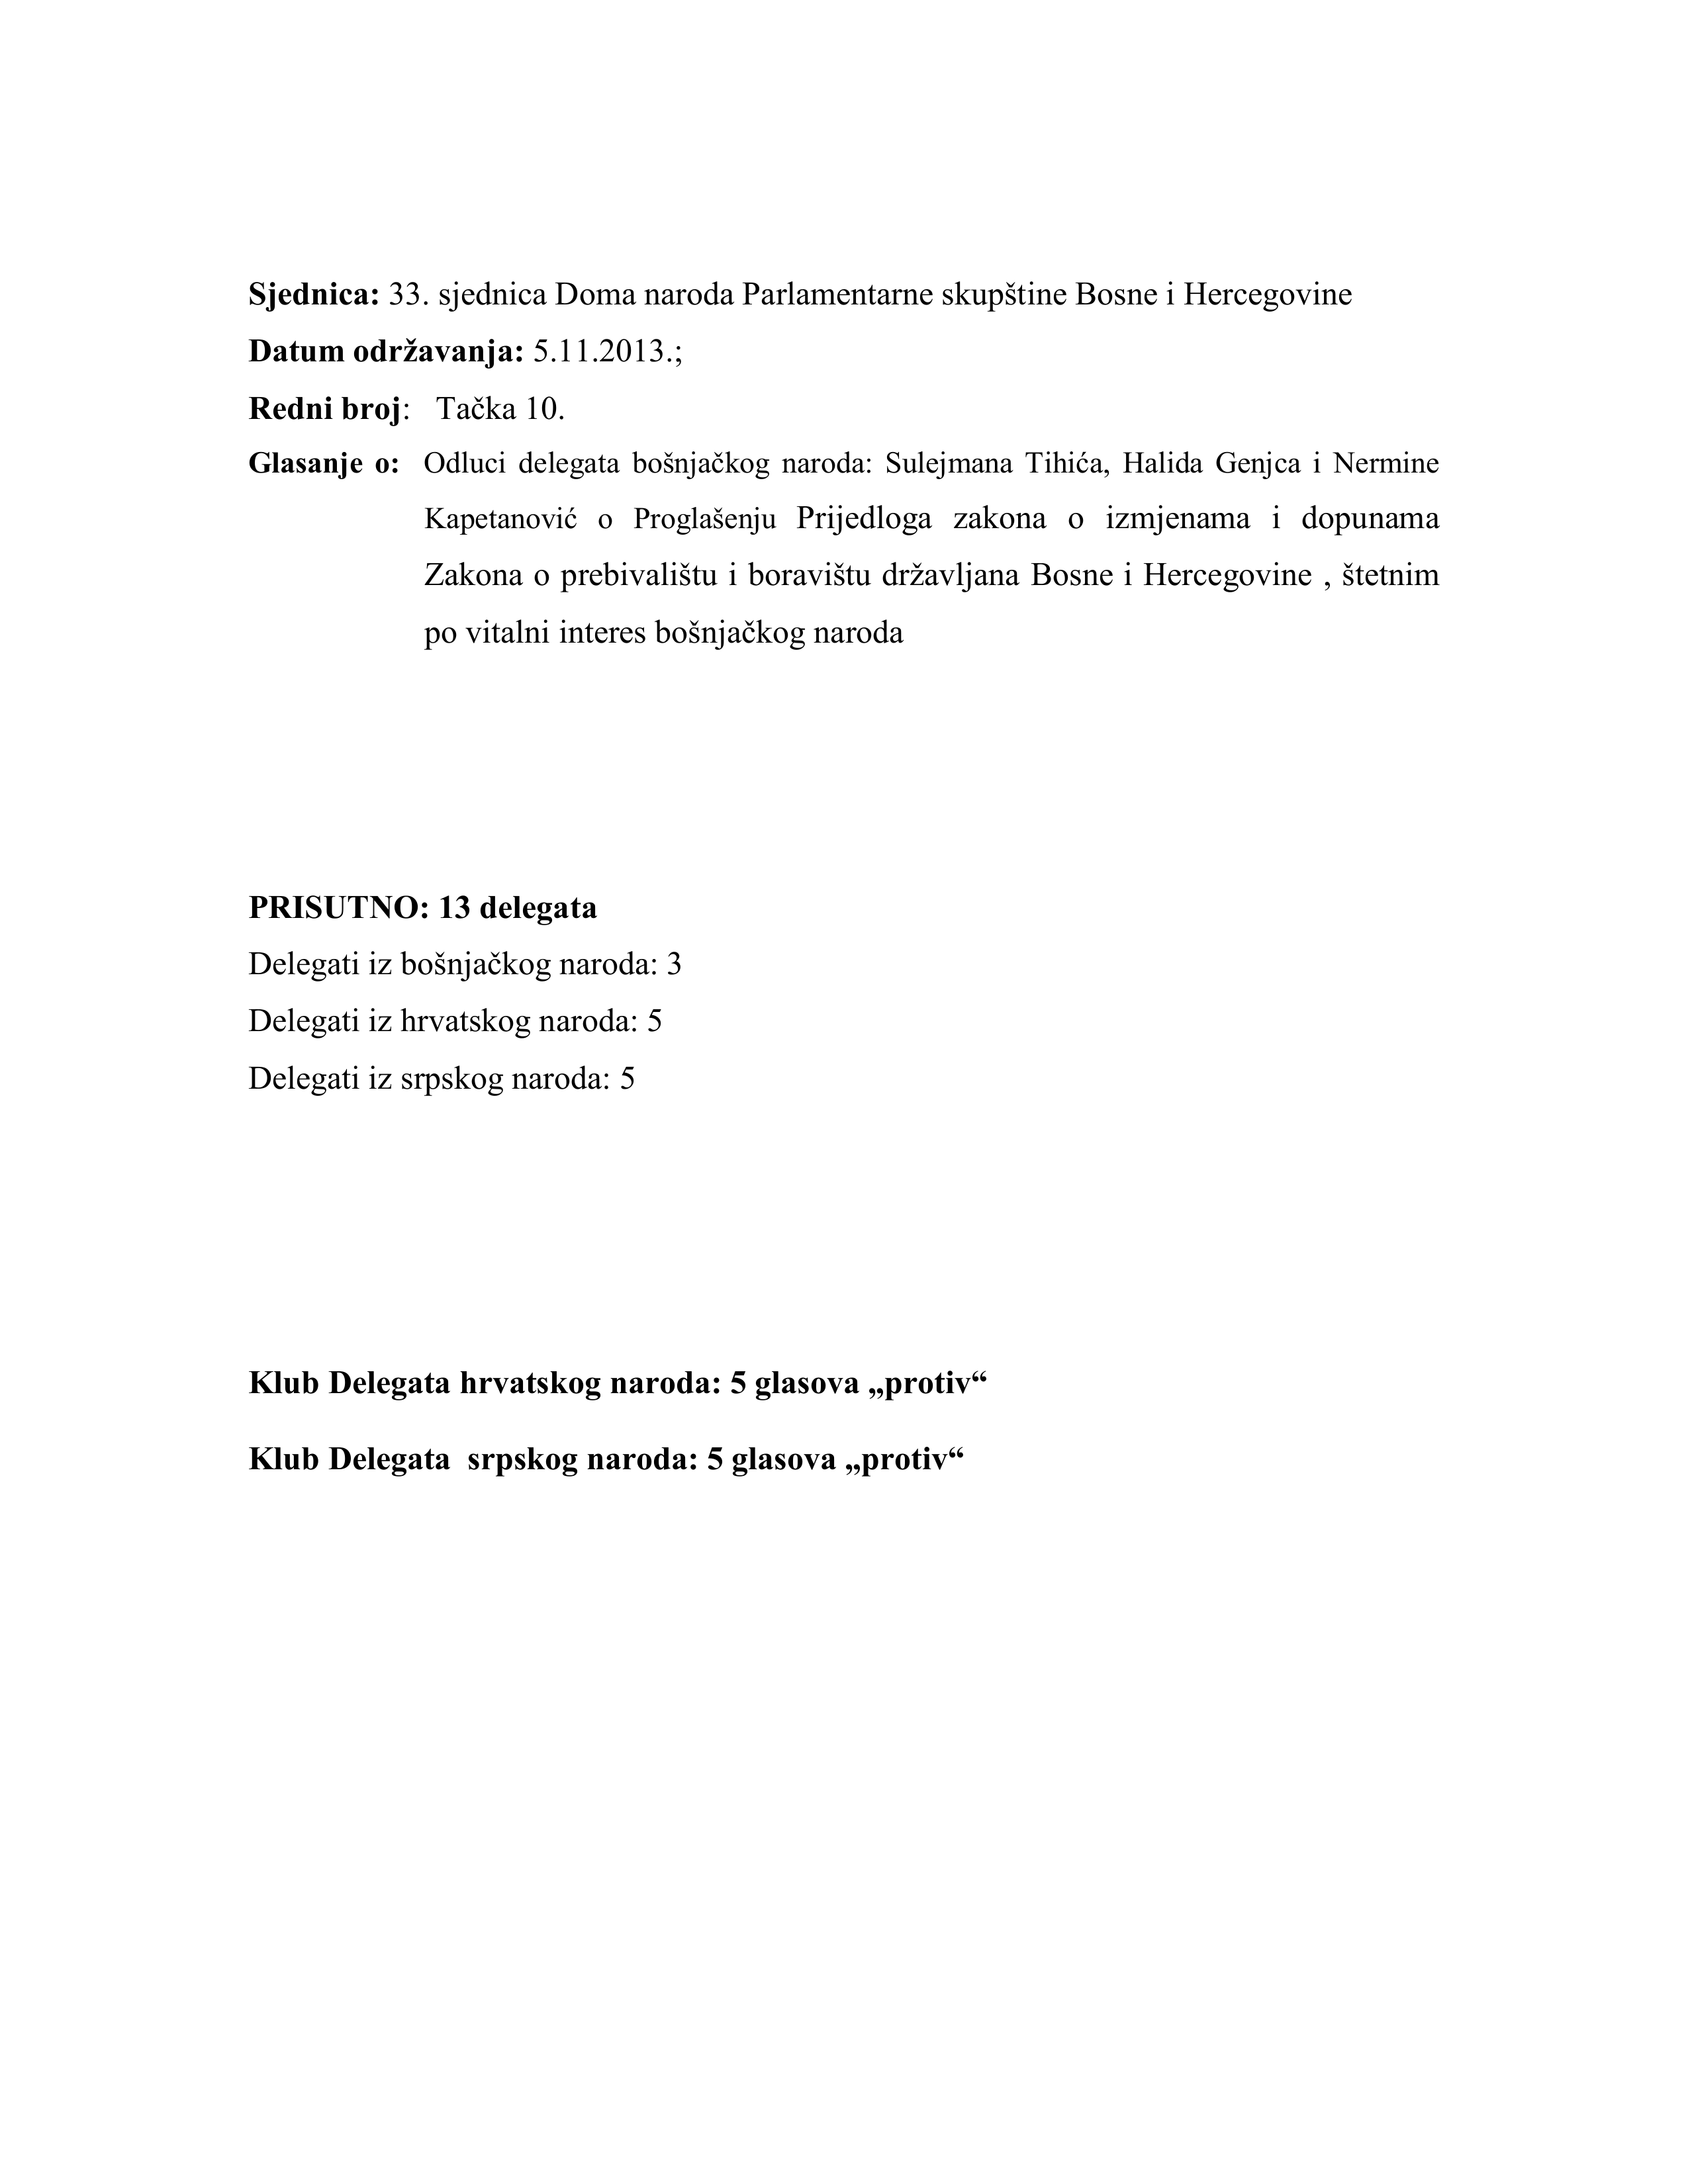 Sjednica: 33. sjednica Doma naroda Parlamentarne skupštine Bosne i Hercegovine
Datum održavanja: 5.11.2013.;
Redni broj: Tačka 10.
Glasanje o: Odluci delegata bošnjačkog naroda: Sulejmana Tihića, Halida Genjca i Nermine
Kapetanović o Proglašenju Prijedloga zakona o izmjenama i dopunama
Zakona o prebivalištu i boravištu državljana Bosne i Hercegovine , štetnim
po vitalni interes bošnjačkog naroda
PRISUTNO: 13 delegata
Delegati iz bošnjačkog naroda: 3
Delegati iz hrvatskog naroda: 5
Delegati iz srpskog naroda: 5
Klub Delegata hrvatskog naroda: 5 glasova „protiv“
Klub Delegata  srpskog naroda: 5 glasova „protiv“